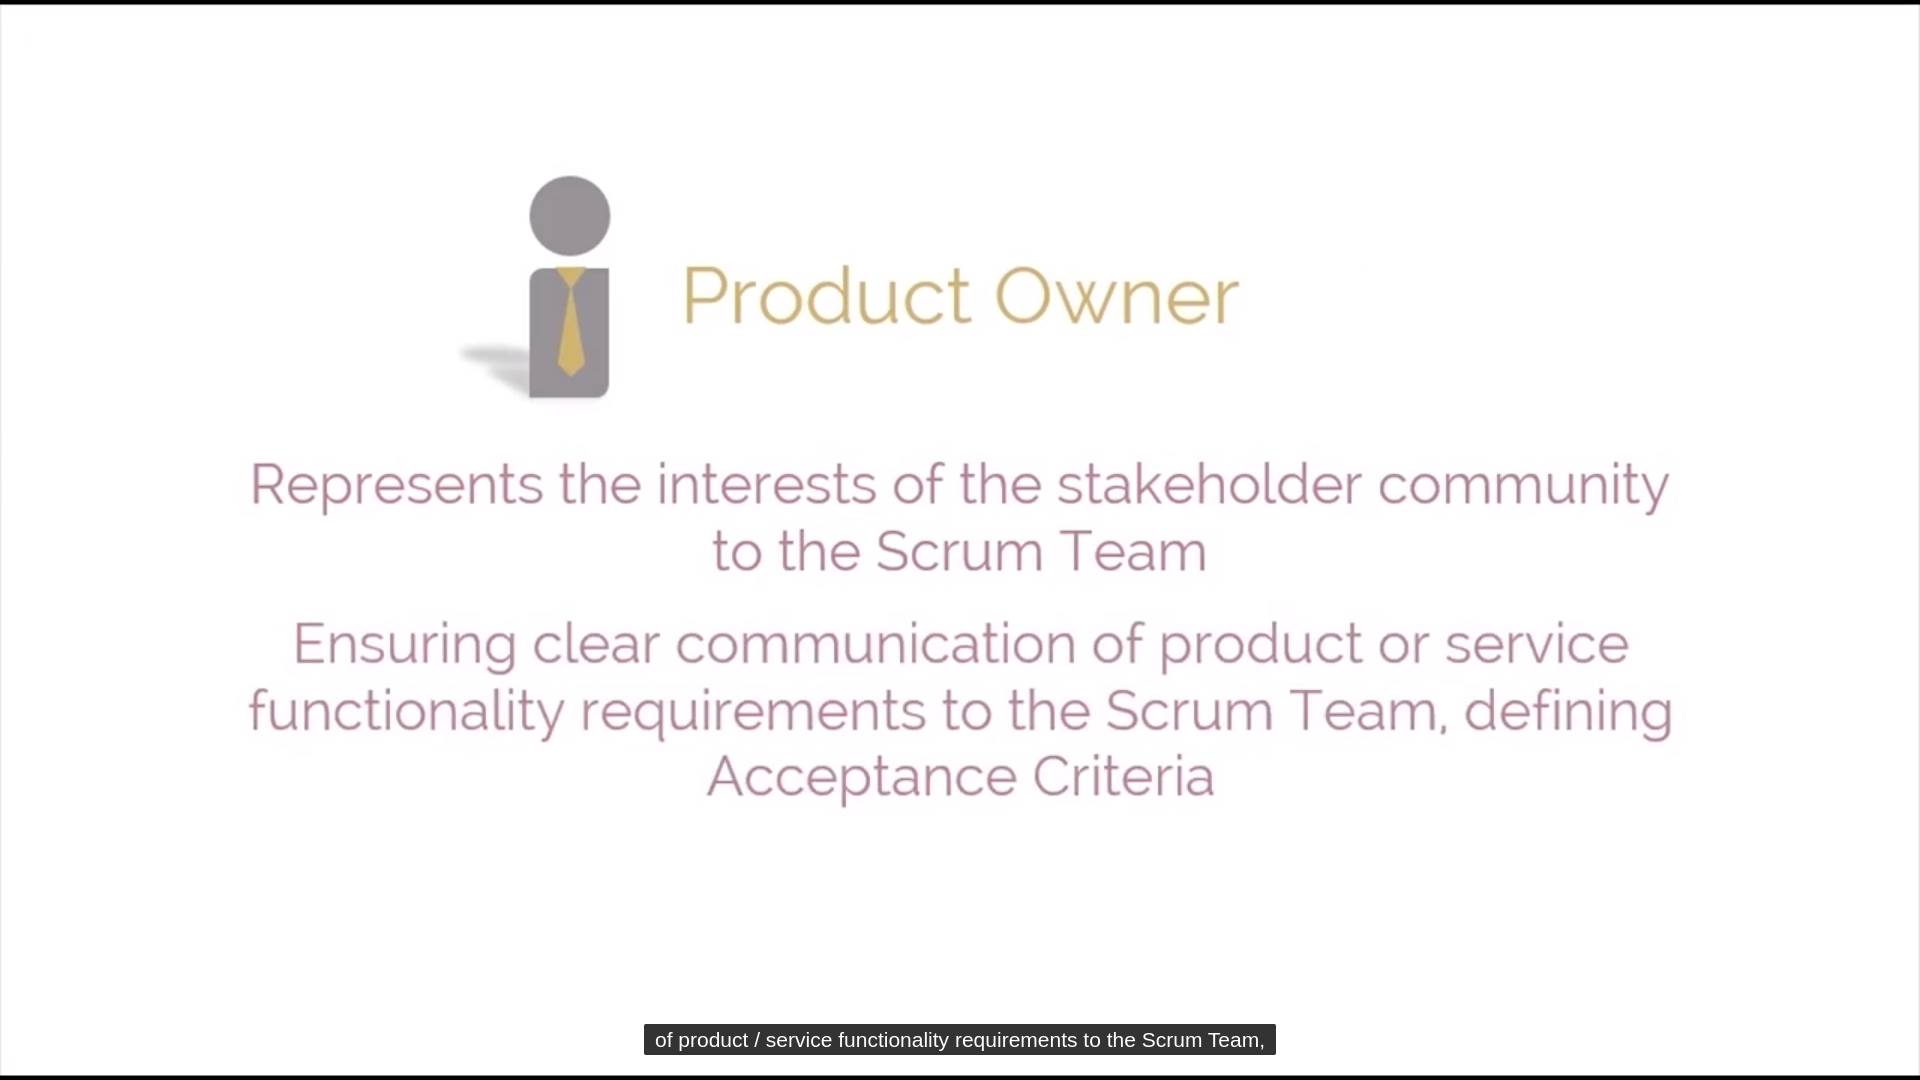 Product Owner
Represents the interests of the stakeholder community
to the Scrum Team
Ensuring clear communication of product or service
functionality requirements to the Scrum Team, defining
Acceptance Criteria
of product / service functionality requirements to the Scrum Team,